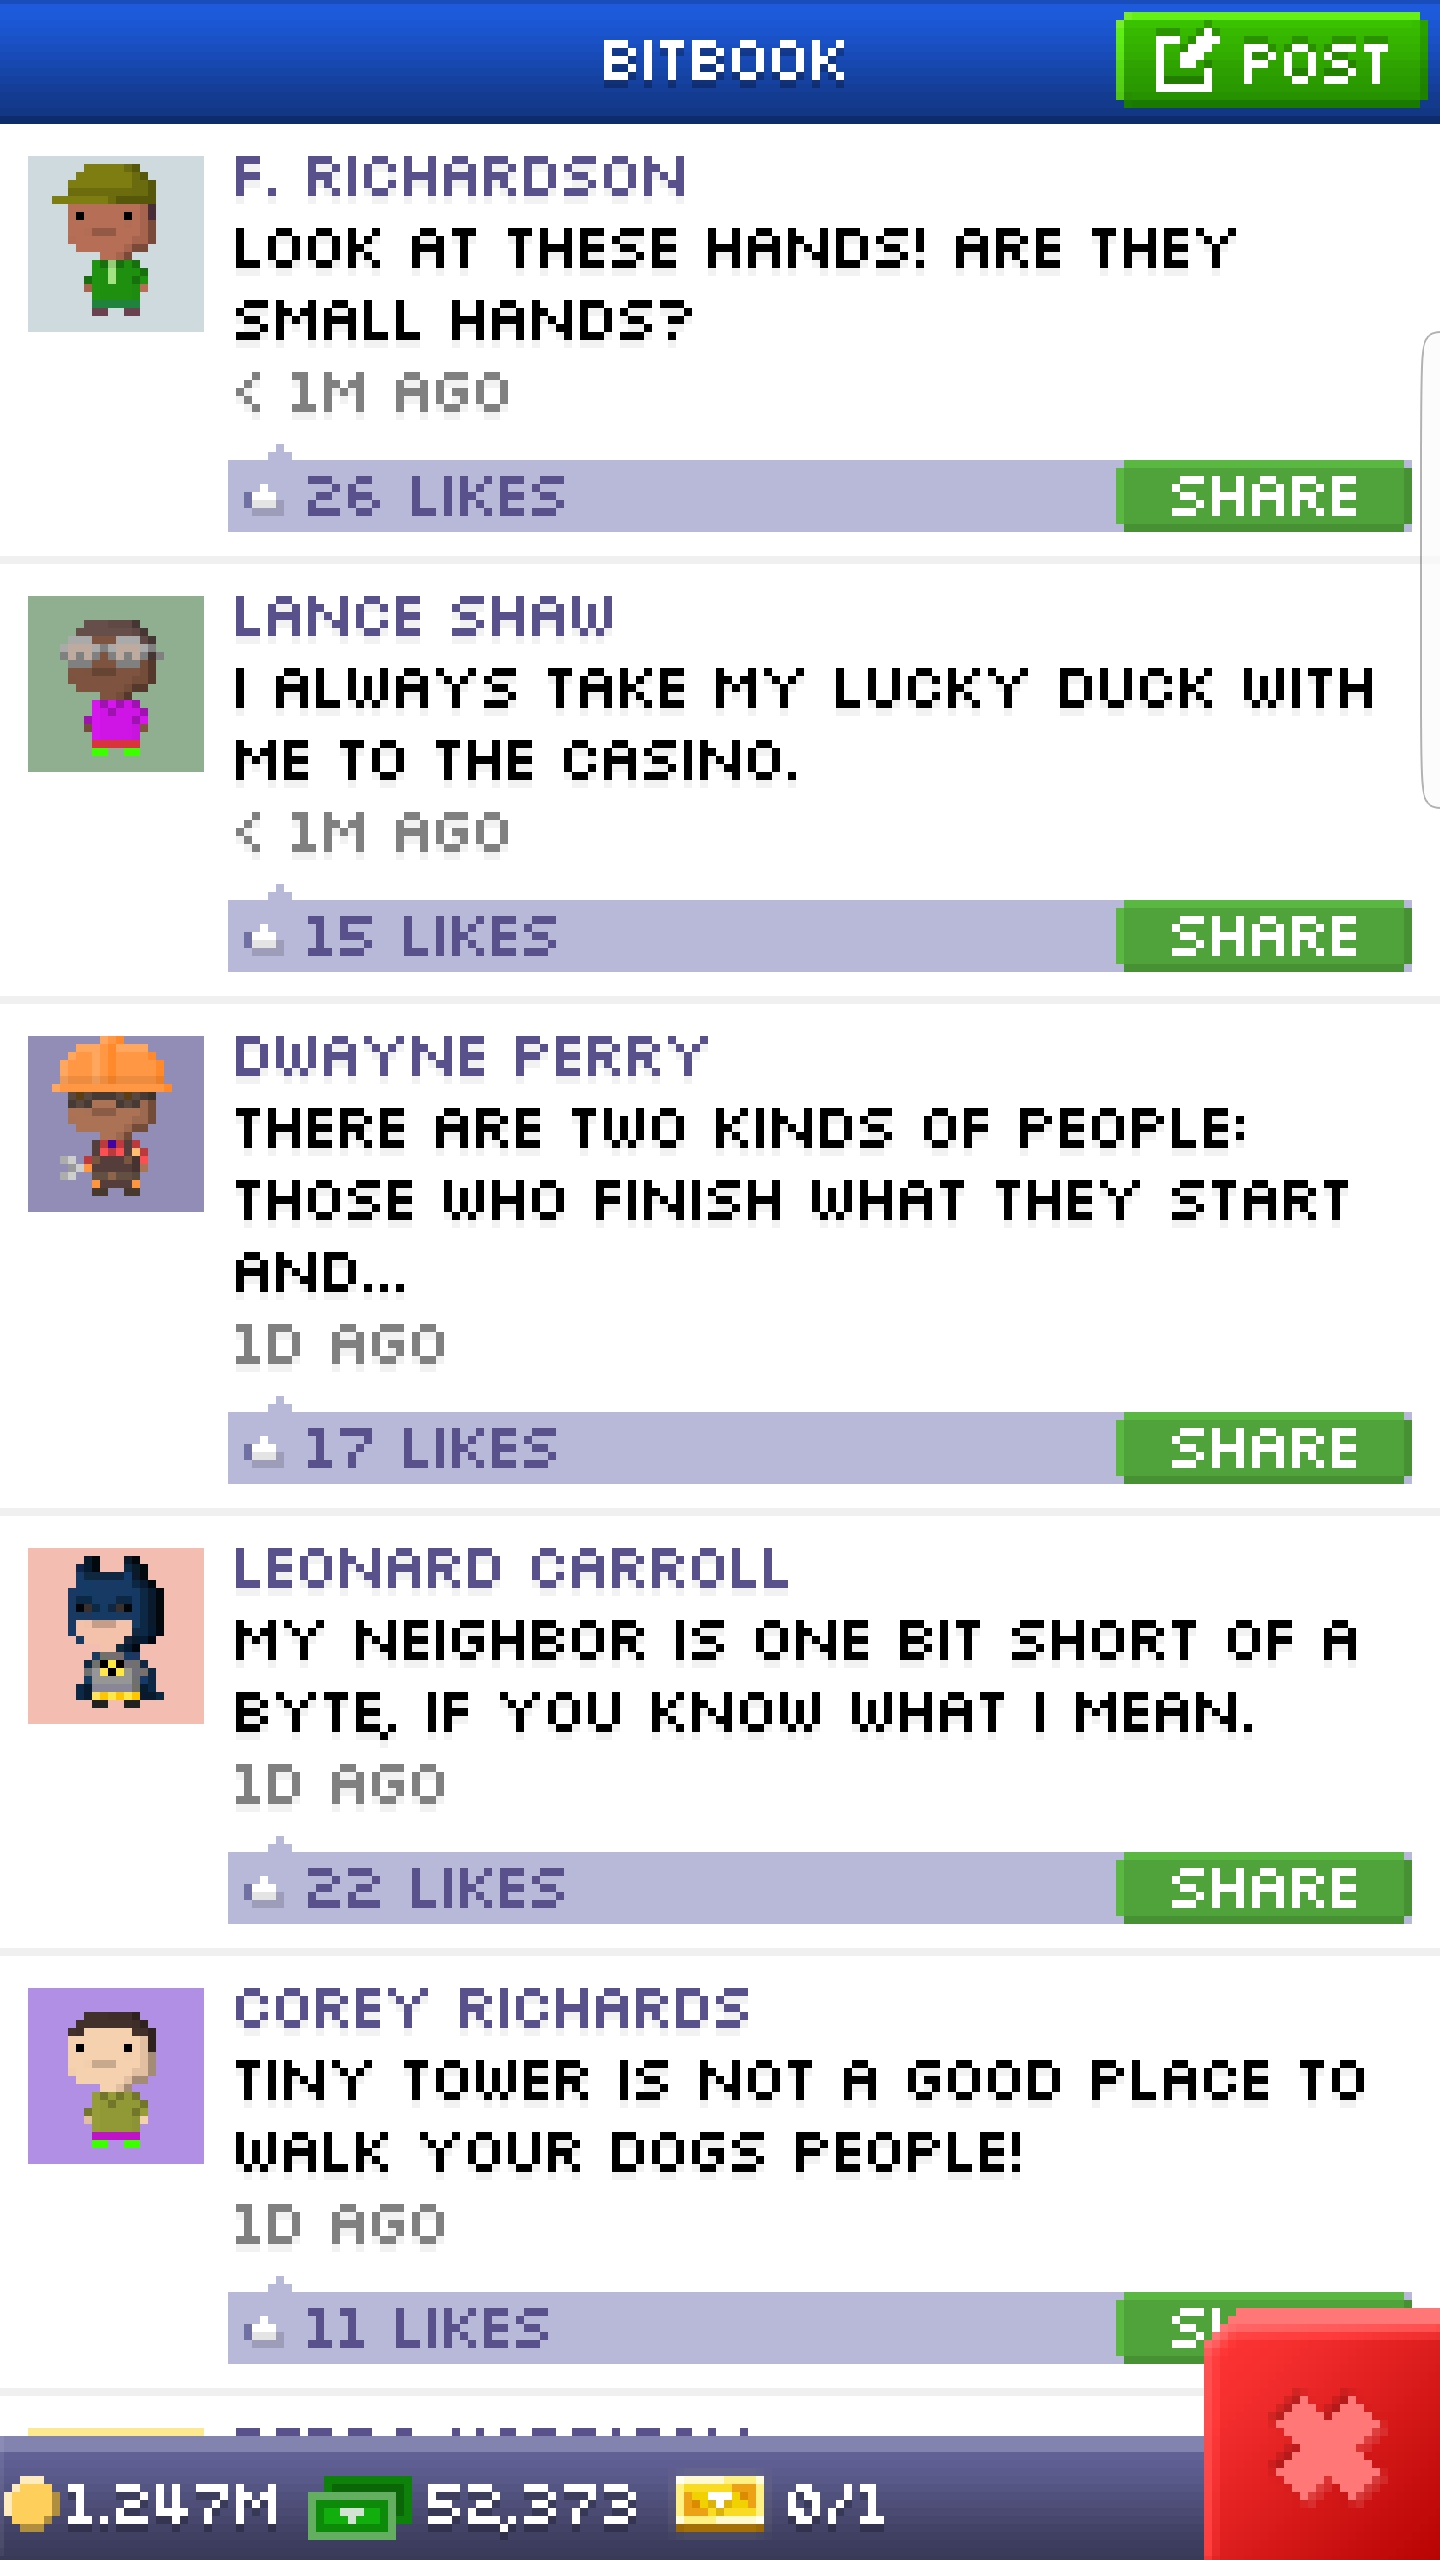 BITBOOK
POST
F. RICHARDSON
LOOK AT THESE HANDS! ARE THEY
SMALL HANDS?
< 1M AGO
26 LIKES
SHARE
LANCE SHAW
I ALWAYS TAKE MY LUCKY DUCK WITH
ME TO THE CASINO.
< 1M AGO
15 LIKES
SHARE
DWAYNE PERRY
THERE ARE TWO KINDS OF PEOPLE:
THOSE WHO FINISH WHAT THEY START
AND...
1D AGO
17 LIKES
SHARE
LEONARD CARROLL
MY NEIGHBOR IS ONE BIT SHORT OF A
BYTE, IF YOU KNOW WHAT I MEAN.
1D AGO
22 LIKES
SHARE
COREY RICHARDS
TINY TOWER IS NOT A GOOD PLACE TO
WALK YOUR DOGS PEOPLE!
1D AGO
11 LIKES
1.247M
52,373
0/1